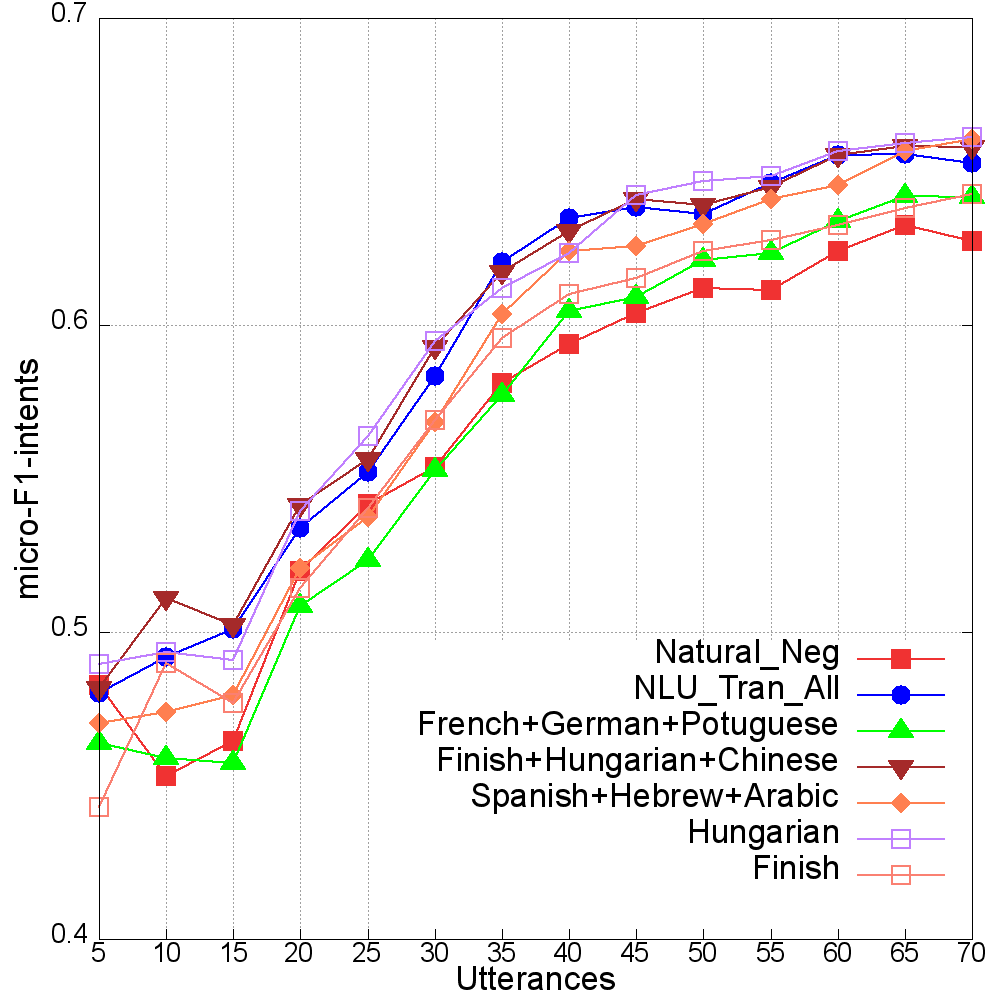 0.7
0.6
0.5
0.4
micro-F1-intents
Natural_Neg
NLU_Tran_All
French+German+Potuguese
Finish+Hungarian+Chinese
Spanish+Hebrew+Arabic
Hungarian
Finish
5 10 15 20 25 30 35 40 45 50 55 60 65 70
Utterances